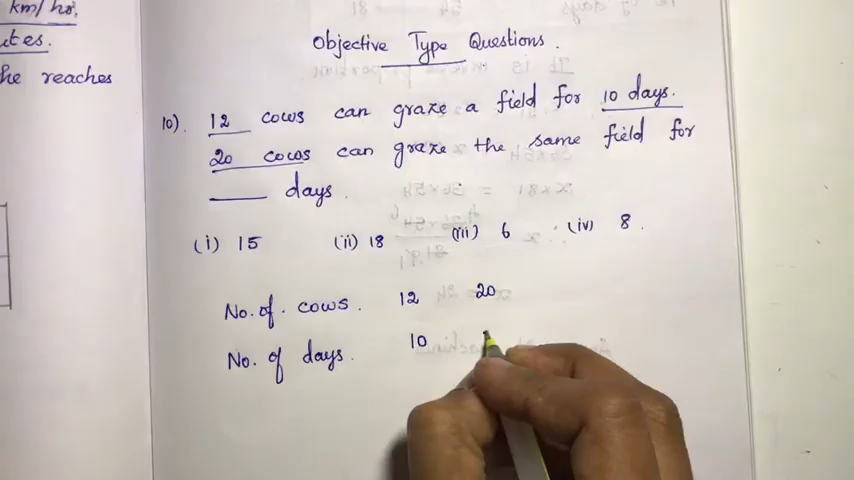 km/hr,
utes.
he reaches
Objective Type Questions.
10). 12 cows can graze a field for 10 days.
20 cows can graze the same field for
____ days.
(i) 15 (ii) 18 (iii) 6 (iv) 8.
No. of. cows. 12 20
No. of days. 10